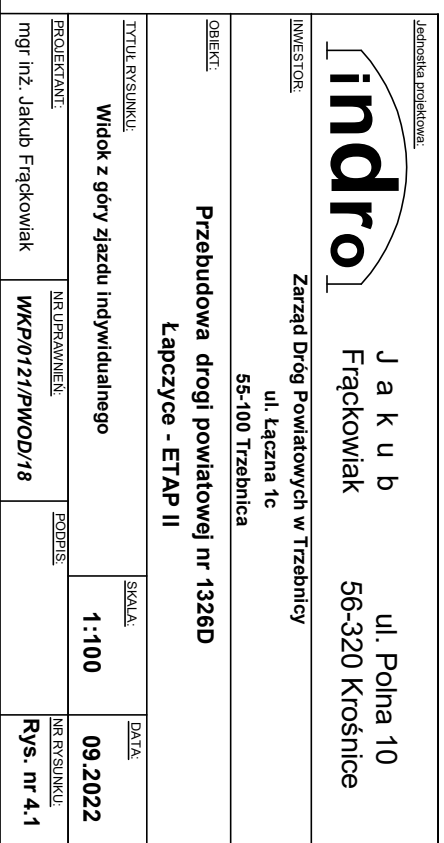 Jednostka projektowa:
indro
J a k u b
Frąckowiak
ul. Polna 10
56-320 Krośnice
INWESTOR:
Zarząd Dróg Powiatowych w Trzebnicy
ul. Łączna 1c
55-100 Trzebnica
OBIEKT:
Przebudowa drogi powiatowej nr 1326D
Łapczyce - ETAP II
TYTUŁ RYSUNKU:
Widok z góry zjazdu indywidualnego
SKALA:
1:100
DATA:
09.2022
PROJEKTANT:
mgr inż. Jakub Frąckowiak
NR UPRAWNIEŃ:
WKP/0121/PWOD/18
PODPIS:
NR RYSUNKU:
Rys. nr 4.1